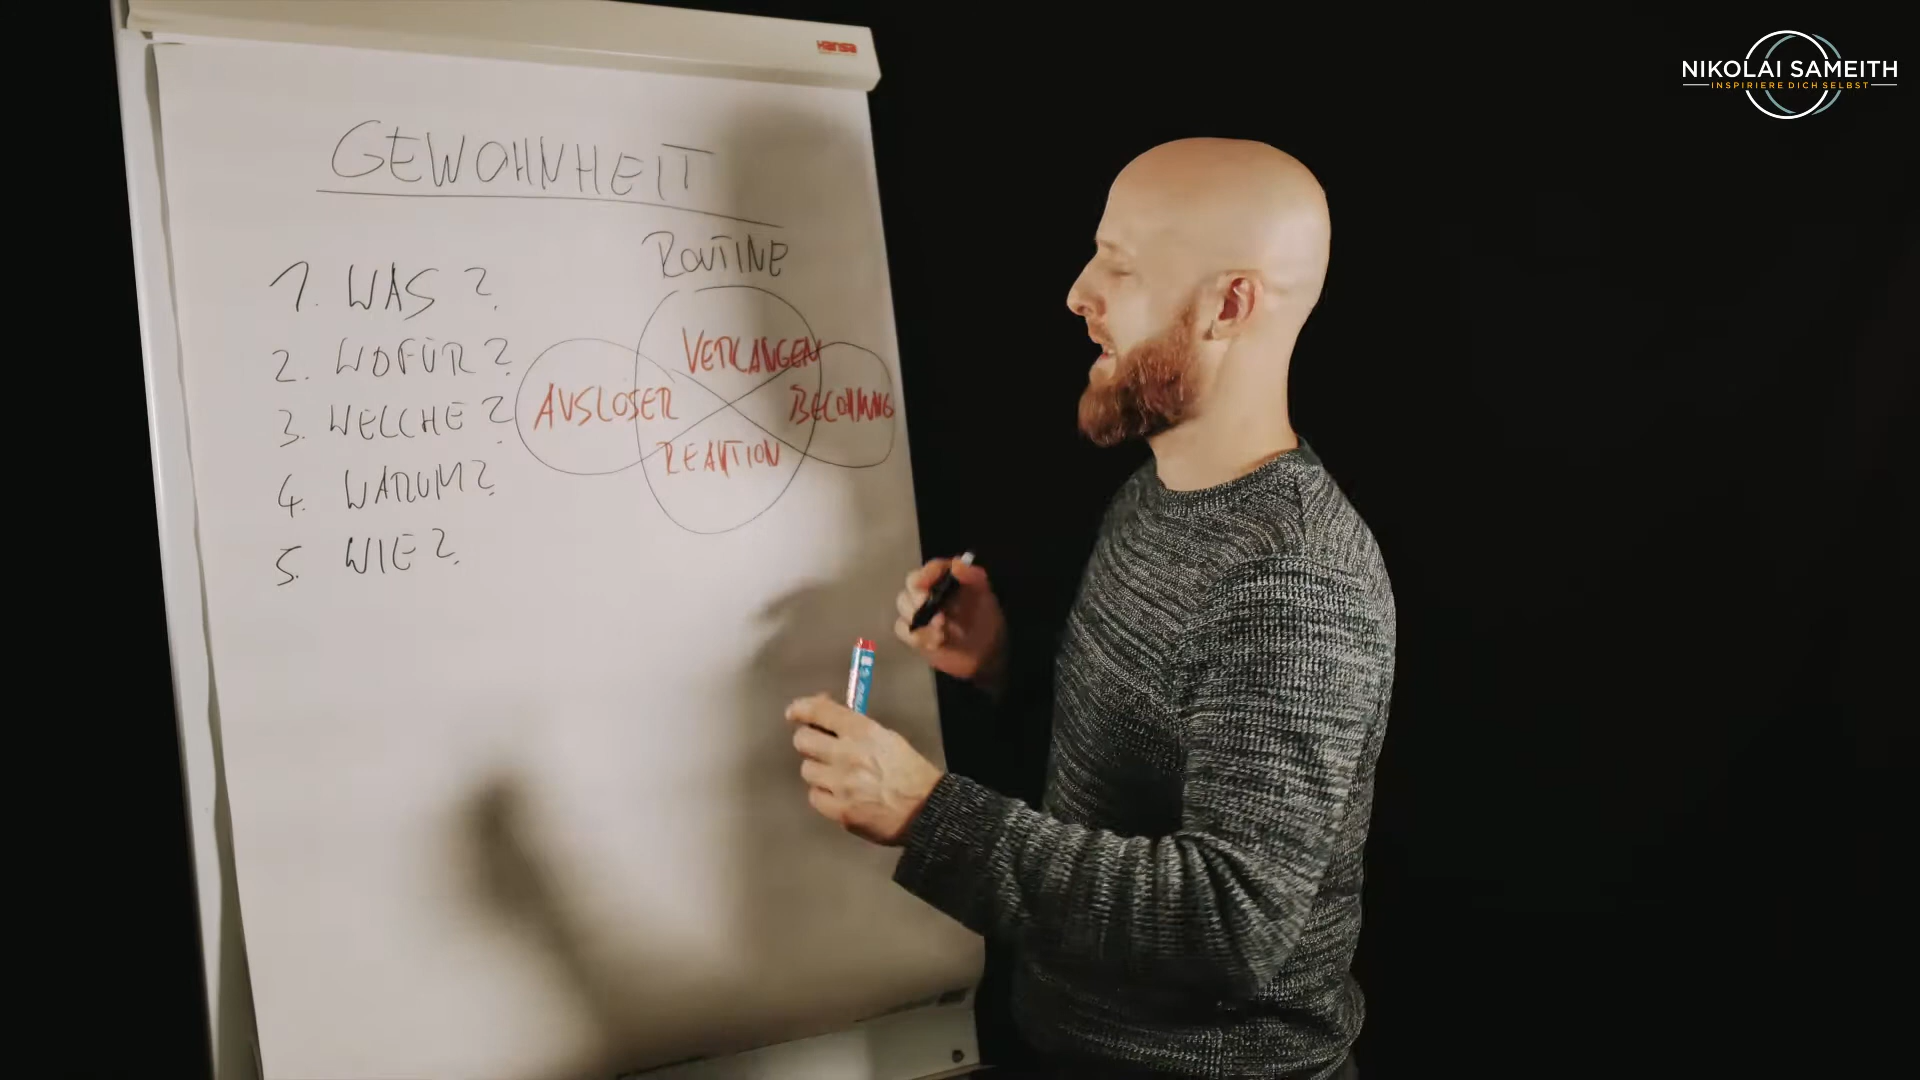 Hansa
NIKOLAI SAMEITH
INSPIRIERE DICH SELBST
GEWOHNHEIT
1. WAS?
2. WOFÜR?
3. WELCHE?
4. WARUM?
5. WIE?
ROUTINE
VERLANGEN
AUSLÖSER
BELOHNUNG
REAKTION